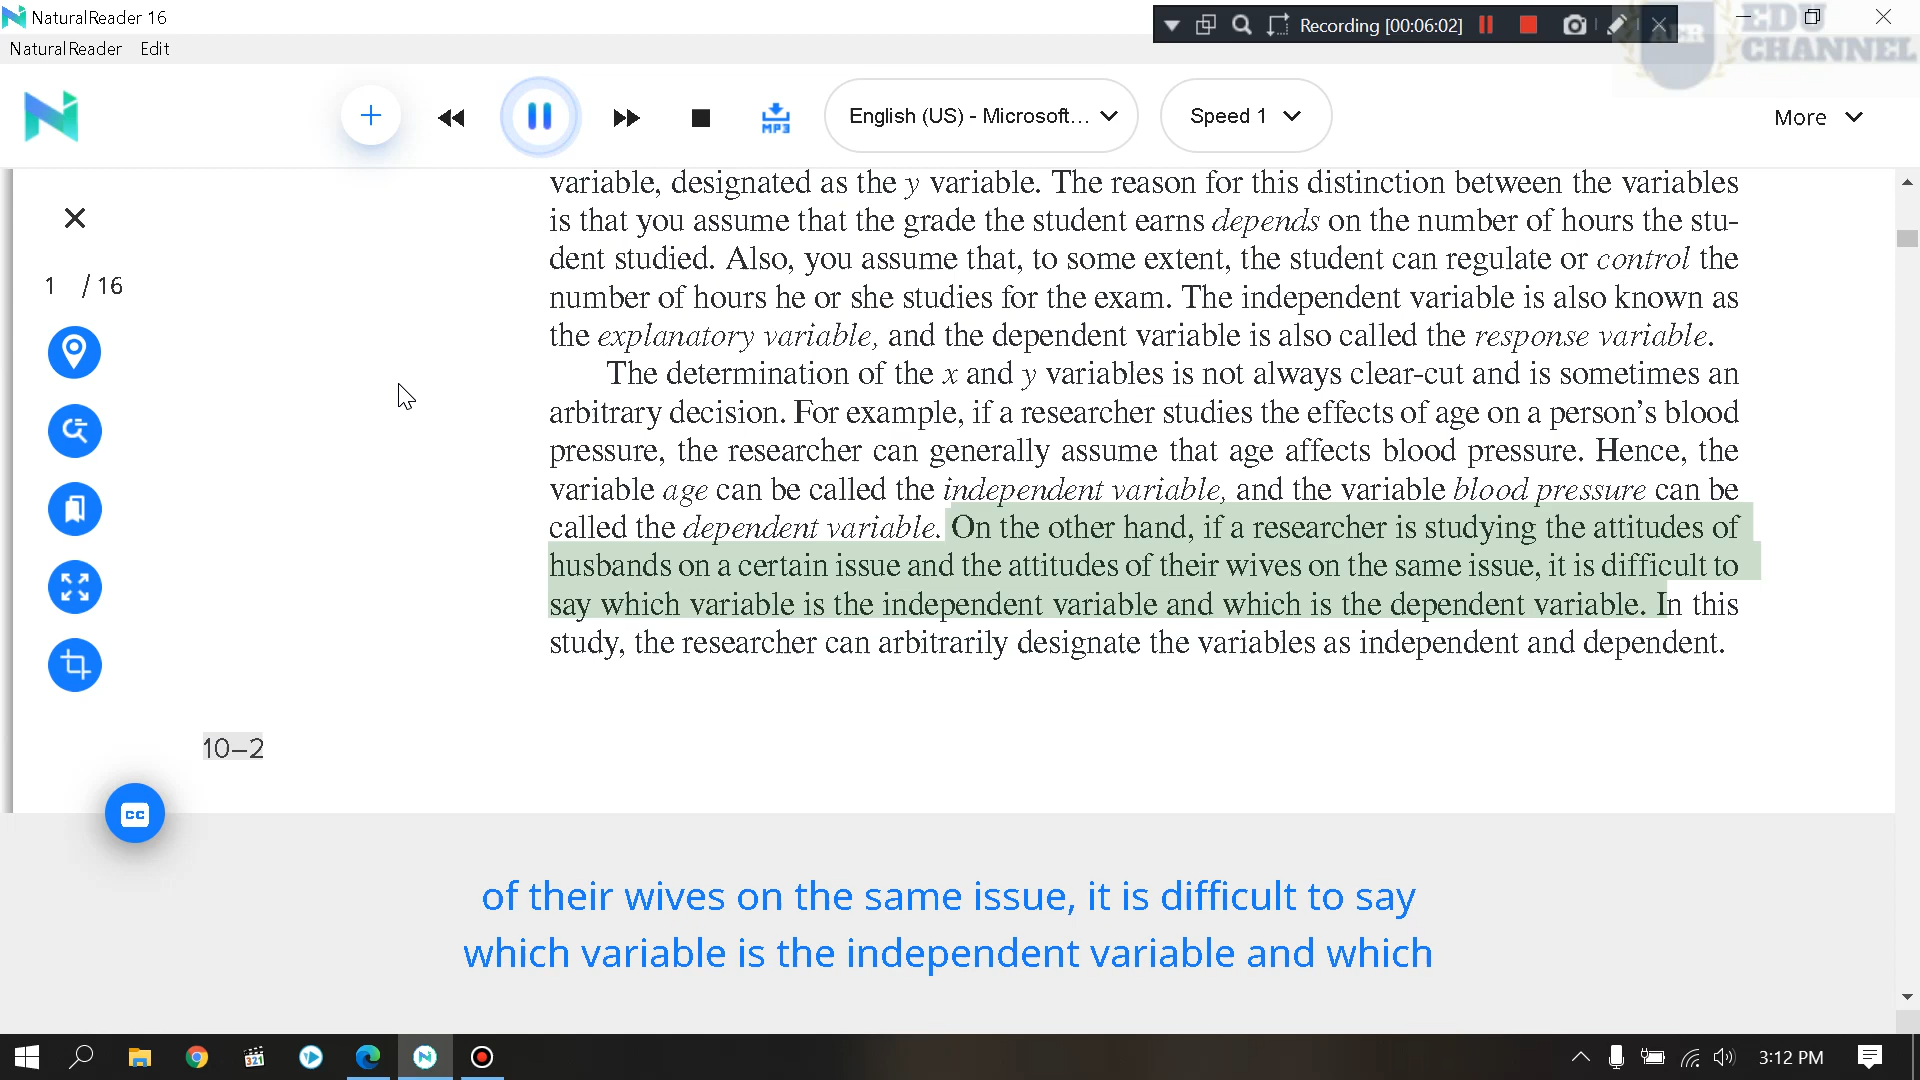 NaturalReader 16
Recording [00:06:02]
AER
EDU
CHANNEL
NaturalReader Edit
MP3
English (US) - Microsoft...
Speed 1
More
variable, designated as the y variable. The reason for this distinction between the variables
is that you assume that the grade the student earns depends on the number of hours the stu-
dent studied. Also, you assume that, to some extent, the student can regulate or control the
number of hours he or she studies for the exam. The independent variable is also known as
the explanatory variable, and the dependent variable is also called the response variable.
The determination of the x and y variables is not always clear-cut and is sometimes an
arbitrary decision. For example, if a researcher studies the effects of age on a person's blood
pressure, the researcher can generally assume that age affects blood pressure. Hence, the
variable age can be called the independent variable, and the variable blood pressure can be
called the dependent variable. On the other hand, if a researcher is studying the attitudes of
husbands on a certain issue and the attitudes of their wives on the same issue, it is difficult to
say which variable is the independent variable and which is the dependent variable. In this
study, the researcher can arbitrarily designate the variables as independent and dependent.
1 / 16
10–2
CC
of their wives on the same issue, it is difficult to say
which variable is the independent variable and which
321
3:12 PM